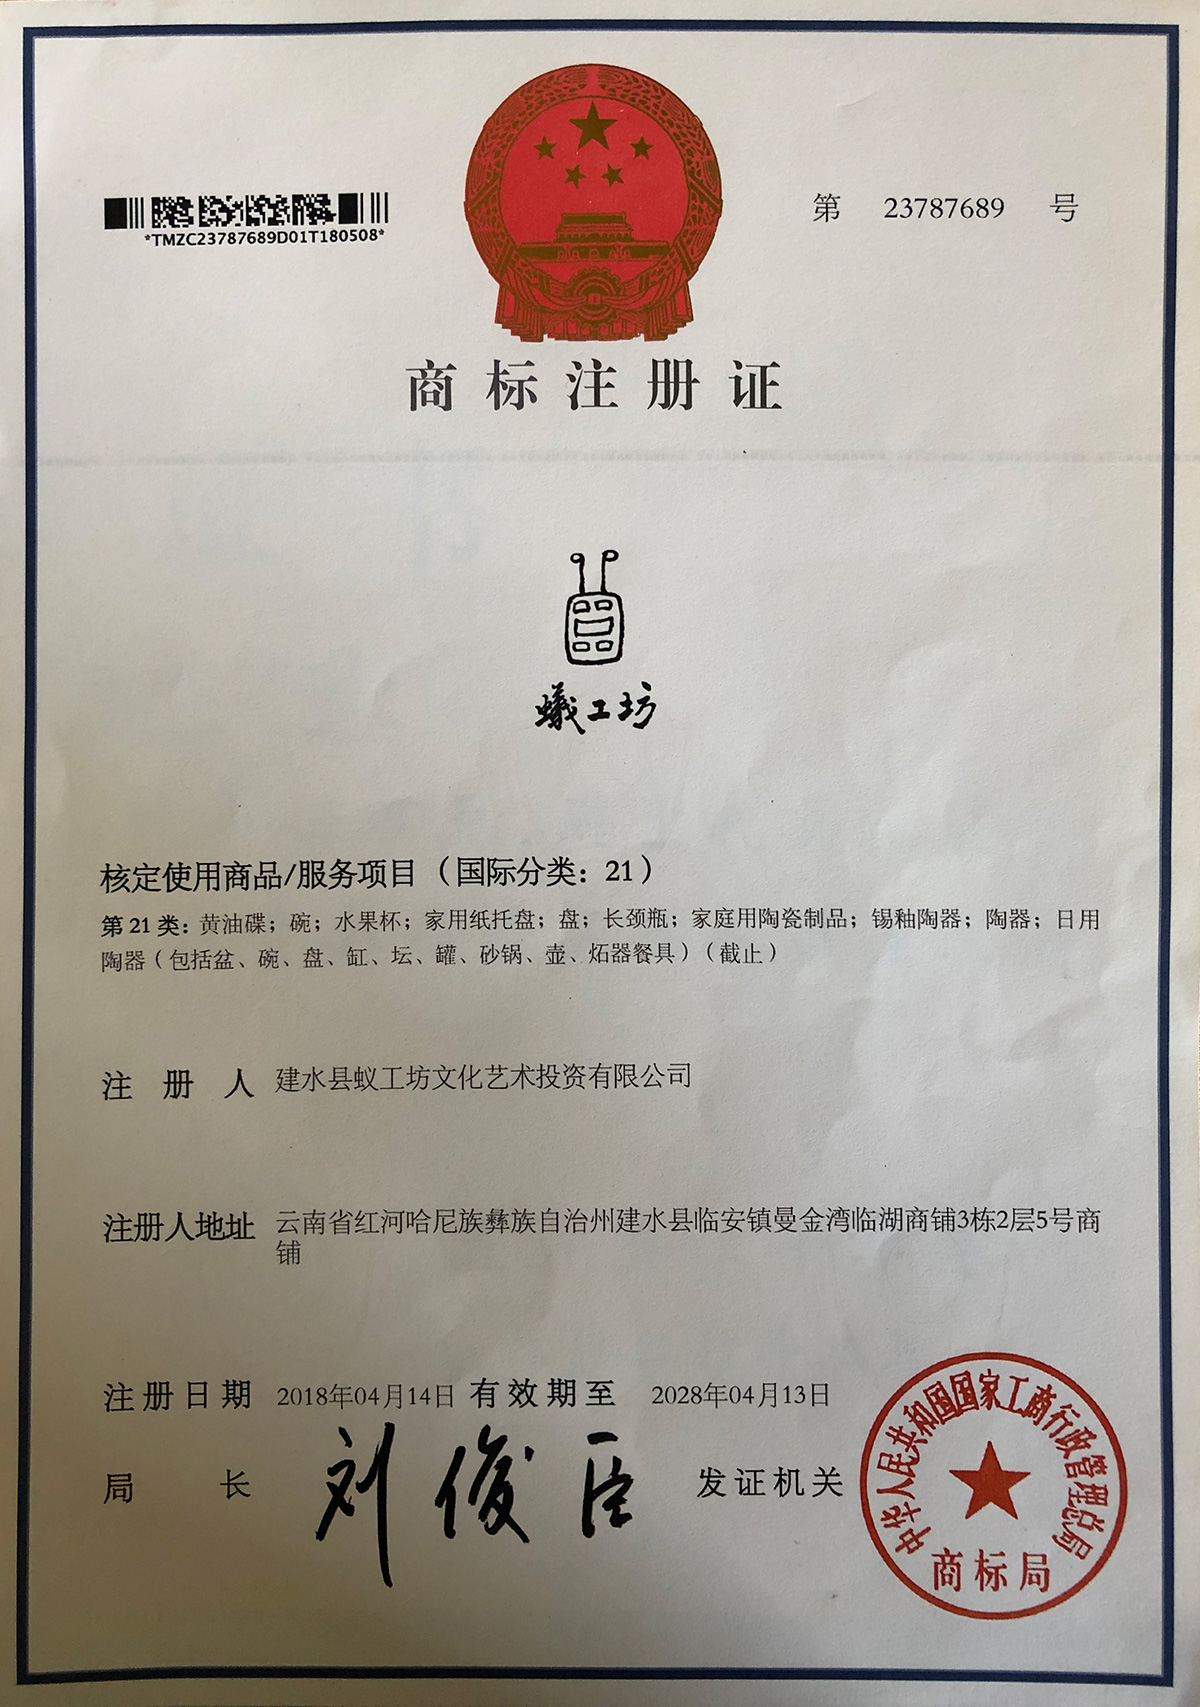 *TMZC23787689D01T180508*
第 23787689 号
商标注册证
蟻工坊
核定使用商品/服务项目（国际分类：21）
第21类：黄油碟；碗；水果杯；家用纸托盘；盘；长颈瓶；家庭用陶瓷制品；锡釉陶器；陶器；日用
陶器（包括盆、碗、盘、缸、坛、罐、砂锅、壶、炻器餐具）（截止）
注册人 建水县蚁工坊文化艺术投资有限公司
注册人地址 云南省红河哈尼族彝族自治州建水县临安镇曼金湾临湖商铺3栋2层5号商
铺
注册日期 2018年04月14日 有效期至 2028年04月13日
局长 刘俊臣 发证机关
中华人民共和国国家工商行政管理总局
商标局